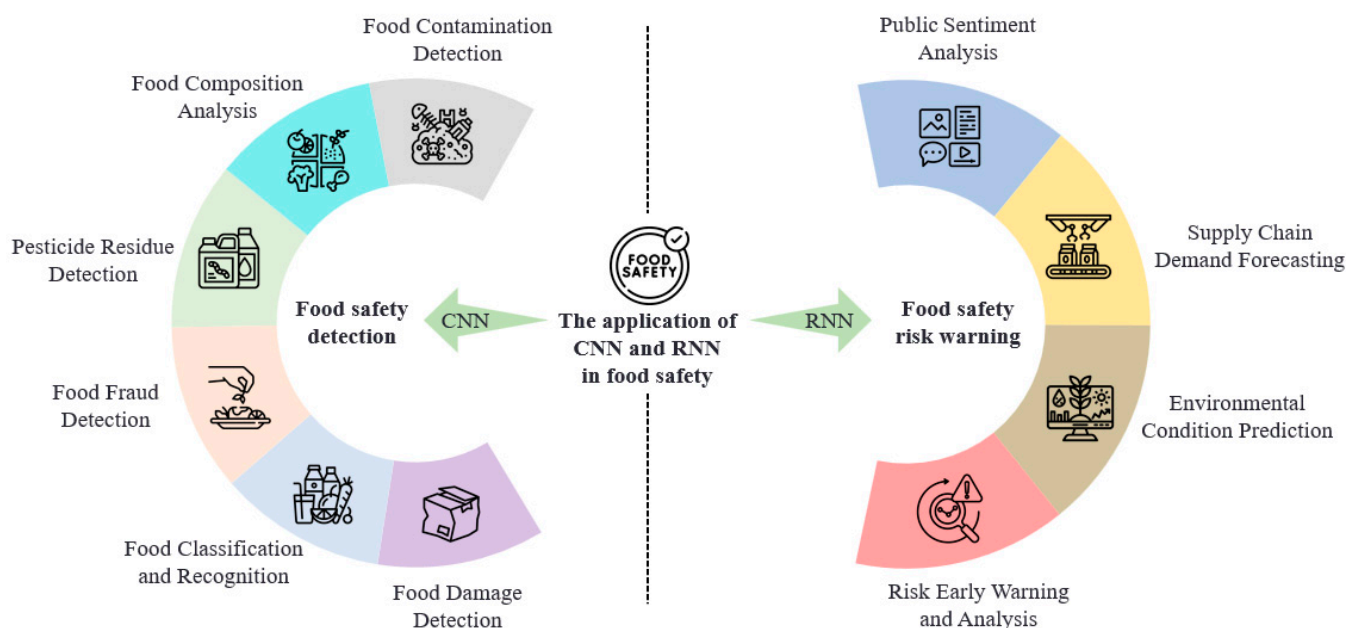 Food Contamination
Detection
Food Composition
Analysis
Pesticide Residue
Detection
Food Fraud
Detection
Food Classification
and Recognition
Food Damage
Detection
Food safety
detection
CNN
FOOD
SAFETY
The application of
CNN and RNN
in food safety
RNN
Food safety
risk warning
Public Sentiment
Analysis
Supply Chain
Demand Forecasting
Environmental
Condition Prediction
Risk Early Warning
and Analysis